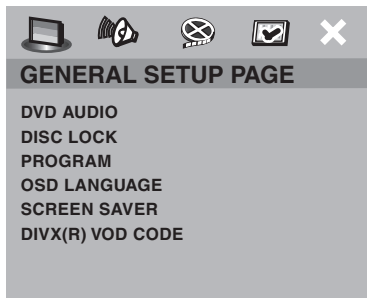 GENERAL SETUP PAGE
DVD AUDIO
DISC LOCK
PROGRAM
OSD LANGUAGE
SCREEN SAVER
DIVX(R) VOD CODE